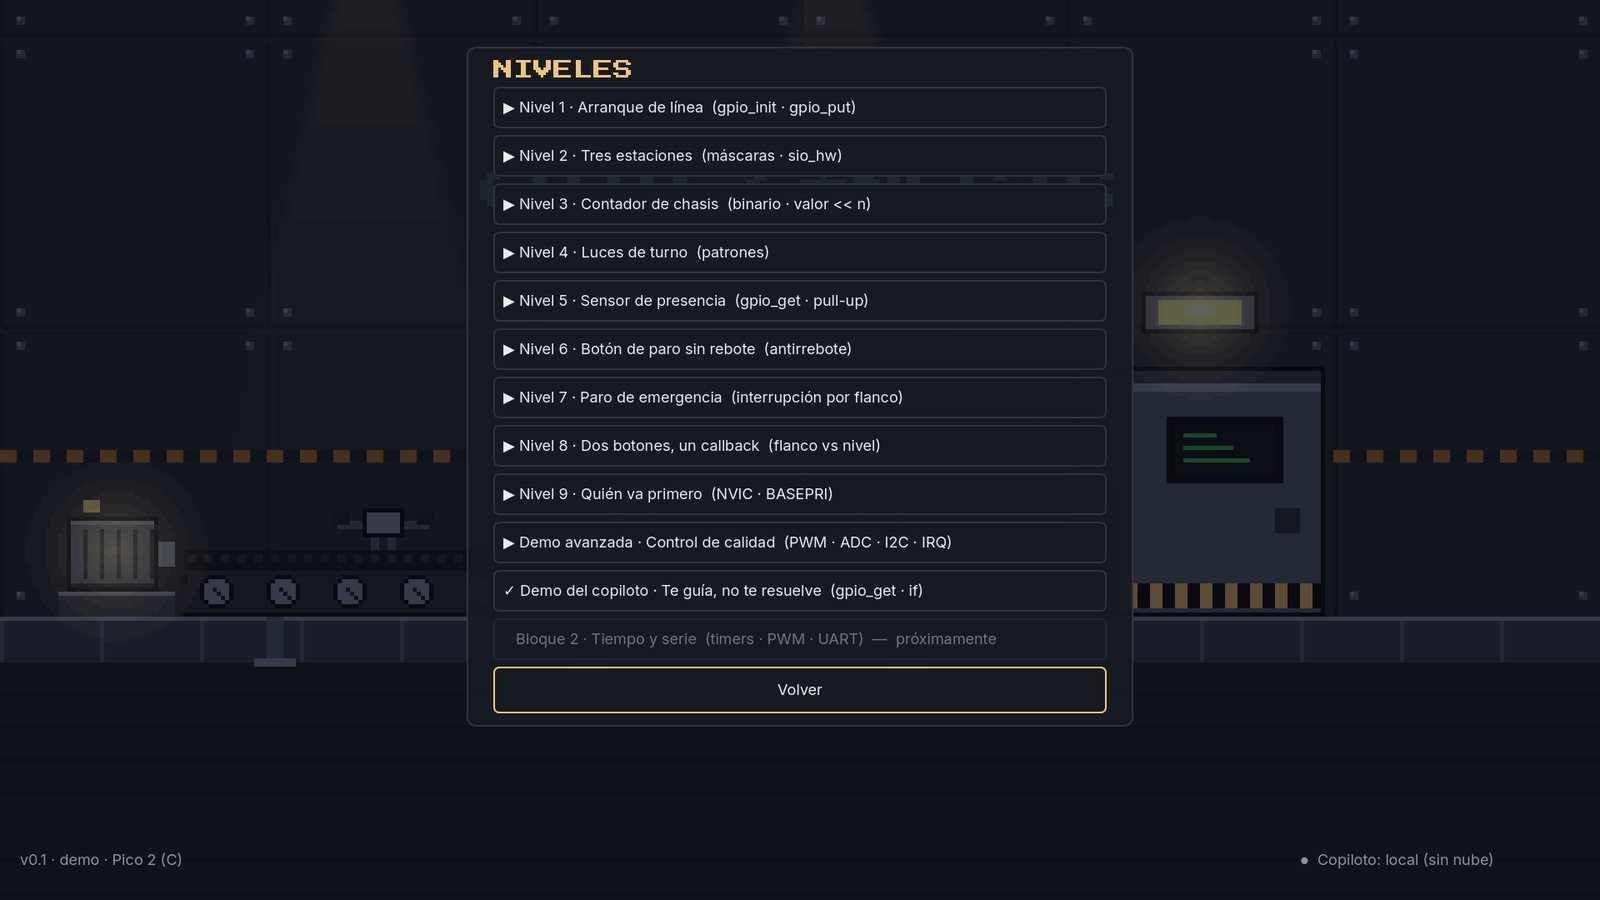 NIVELES
▶ Nivel 1 · Arranque de línea (gpio_init · gpio_put)
▶ Nivel 2 · Tres estaciones (máscaras · sio_hw)
▶ Nivel 3 · Contador de chasis (binario · valor << n)
▶ Nivel 4 · Luces de turno (patrones)
▶ Nivel 5 · Sensor de presencia (gpio_get · pull-up)
▶ Nivel 6 · Botón de paro sin rebote (antirrebote)
▶ Nivel 7 · Paro de emergencia (interrupción por flanco)
▶ Nivel 8 · Dos botones, un callback (flanco vs nivel)
▶ Nivel 9 · Quién va primero (NVIC · BASEPRI)
▶ Demo avanzada · Control de calidad (PWM · ADC · I2C · IRQ)
✓ Demo del copiloto · Te guía, no te resuelve (gpio_get · if)
Bloque 2 · Tiempo y serie (timers · PWM · UART) — próximamente
Volver
v0.1 · demo · Pico 2 (C)
● Copiloto: local (sin nube)